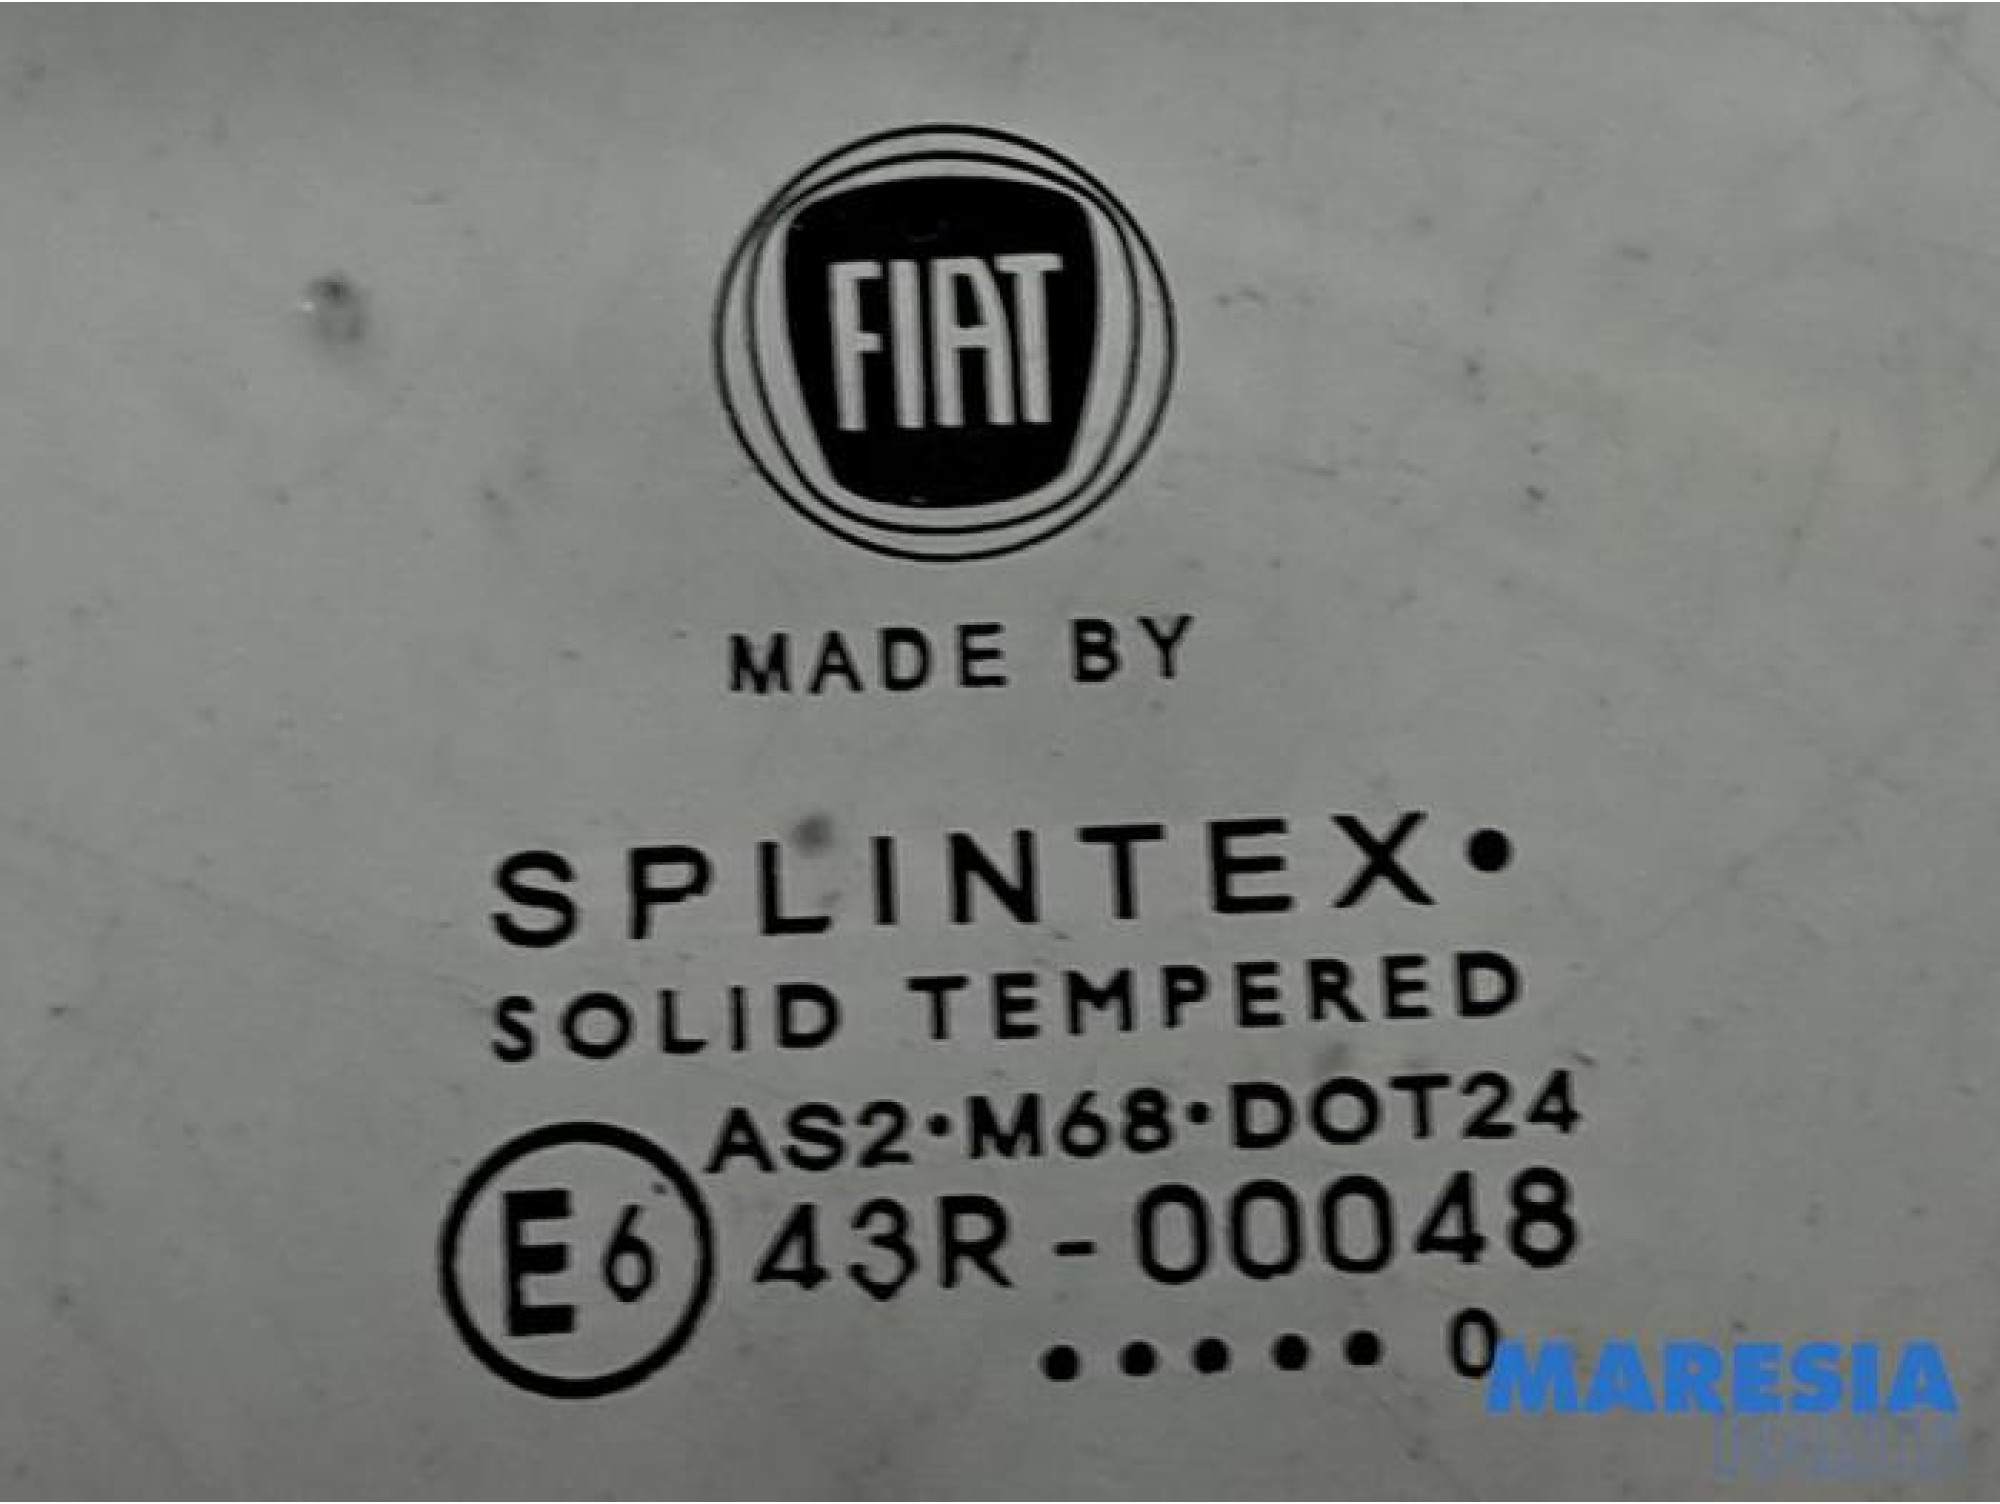 FIAT
MADE BY
SPLINTEX•
SOLID TEMPERED
AS2•M68•DOT24
E6 43R-00048
••••• 0
MARESIA